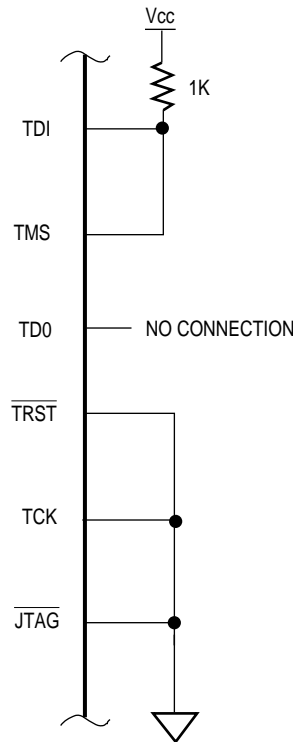 Vcc
1K
TDI
TMS
TD0 NO CONNECTION
TRST
TCK
JTAG